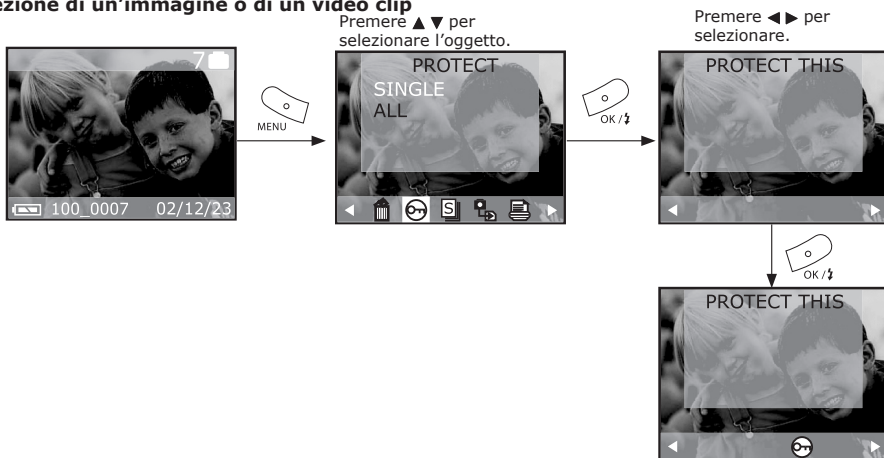 ezione di un'immagine o di un video clip
Premere ▲ ▼ per
selezionare l'oggetto.
Premere ◀ ▶ per
selezionare.
7
100_0007 02/12/23
MENU
PROTECT
SINGLE
ALL
S
OK /
PROTECT THIS
OK /
PROTECT THIS